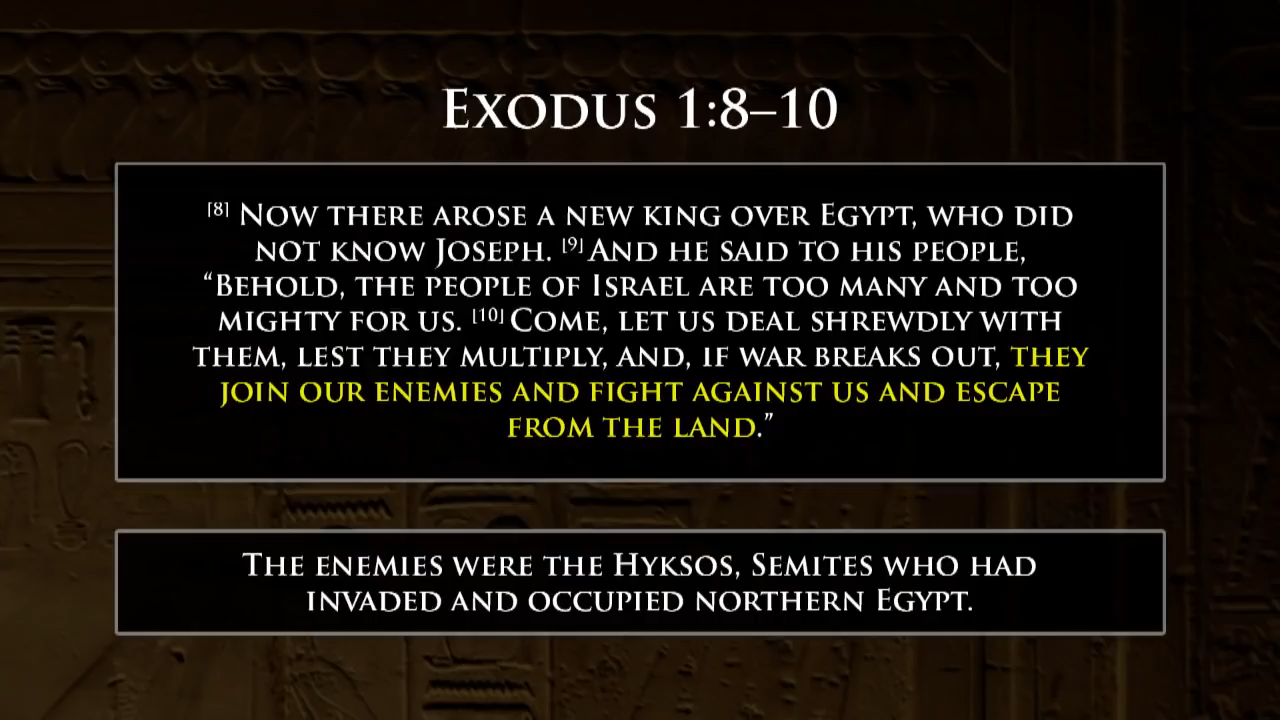 Exodus 1:8–10
[8] Now there arose a new king over Egypt, who did
not know Joseph. [9] And he said to his people,
“Behold, the people of Israel are too many and too
mighty for us. [10] Come, let us deal shrewdly with
them, lest they multiply, and, if war breaks out, they
join our enemies and fight against us and escape
from the land.”
The enemies were the Hyksos, Semites who had
invaded and occupied northern Egypt.